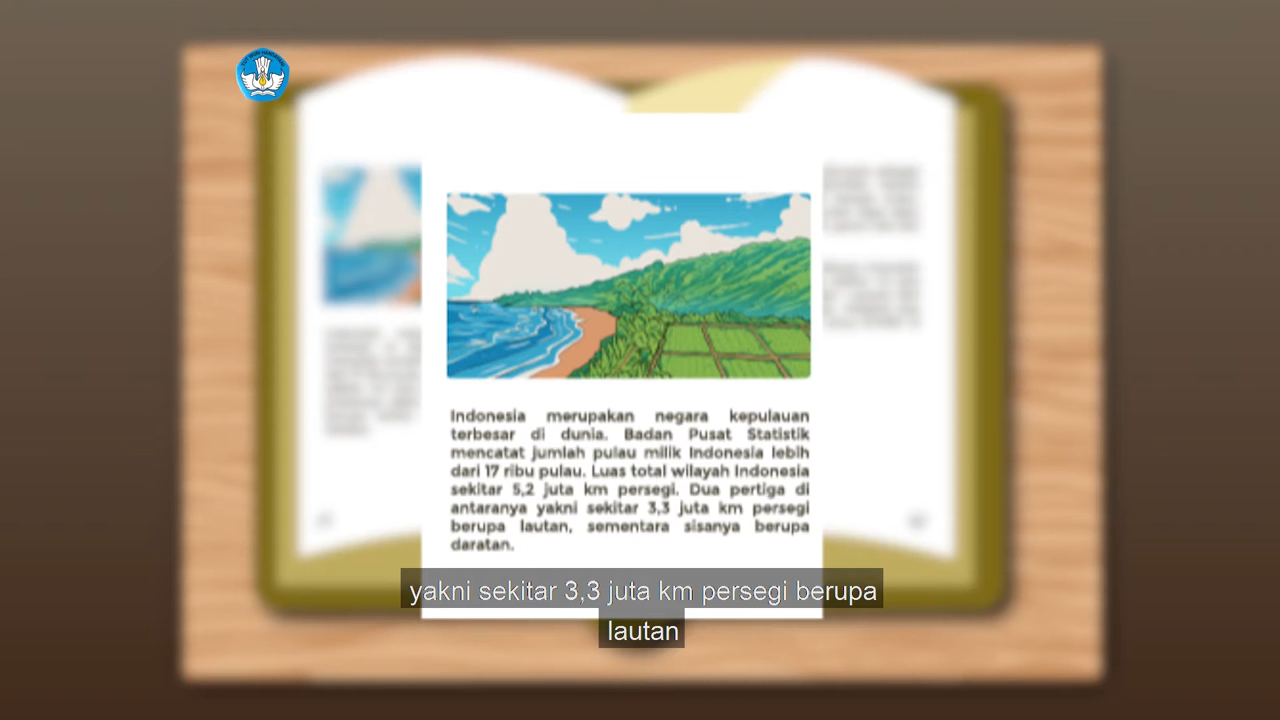 Indonesia merupakan negara kepulauan
terbesar di dunia. Badan Pusat Statistik
mencatat jumlah pulau milik Indonesia lebih
dari 17 ribu pulau. Luas total wilayah Indonesia
sekitar 5,2 juta km persegi. Dua pertiga di
antaranya yakni sekitar 3,3 juta km persegi
berupa lautan, sementara sisanya berupa
daratan.
yakni sekitar 3,3 juta km persegi berupa
lautan